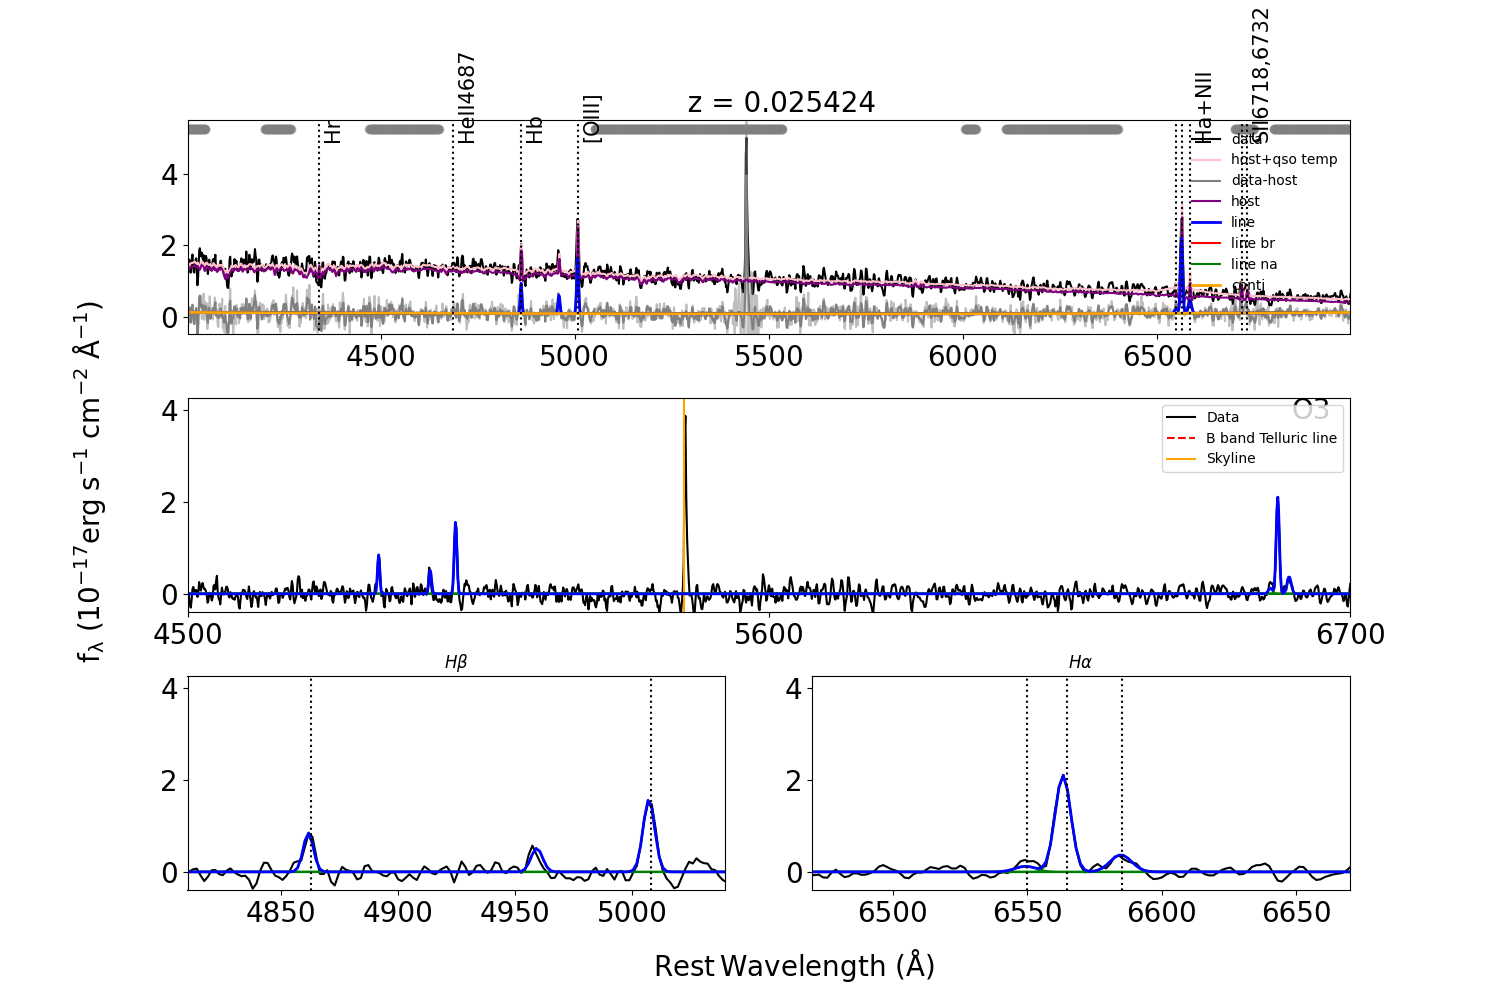 z = 0.025424
Hr
HeII4687
Hb
[OIII]
Ha+NII
SII6718,6732
data
host+qso temp
data-host
host
line
line br
line na
conti
4
2
0
4500 5000 5500 6000 6500
O3
Data
B band Telluric line
Skyline
4
2
0
4500 5600 6700
fλ (10⁻¹⁷erg s⁻¹ cm⁻² Å⁻¹)
Hβ
4
2
0
4850 4900 4950 5000
Hα
4
2
0
6500 6550 6600 6650
Rest Wavelength (Å)